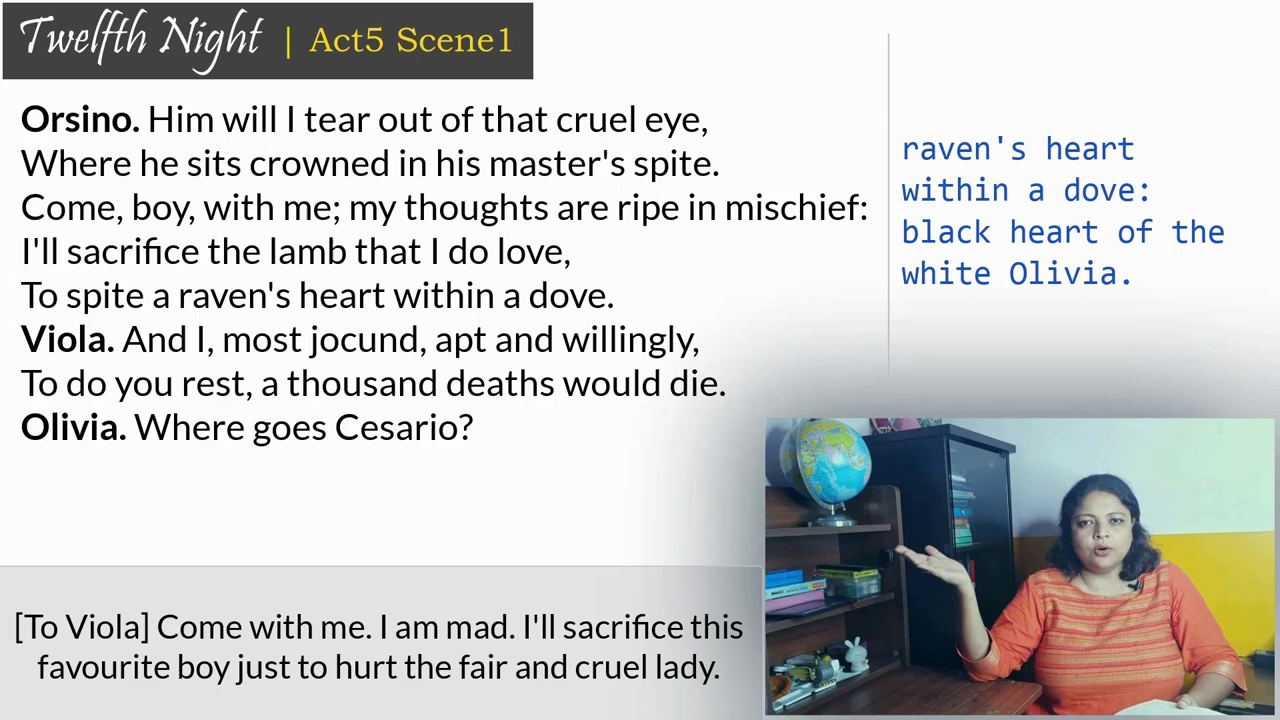 Twelfth Night | Act5 Scene1
Orsino. Him will I tear out of that cruel eye,
Where he sits crowned in his master's spite.
Come, boy, with me; my thoughts are ripe in mischief:
I'll sacrifice the lamb that I do love,
To spite a raven's heart within a dove.
Viola. And I, most jocund, apt and willingly,
To do you rest, a thousand deaths would die.
Olivia. Where goes Cesario?
raven's heart
within a dove:
black heart of the
white Olivia.
[To Viola] Come with me. I am mad. I'll sacrifice this
favourite boy just to hurt the fair and cruel lady.